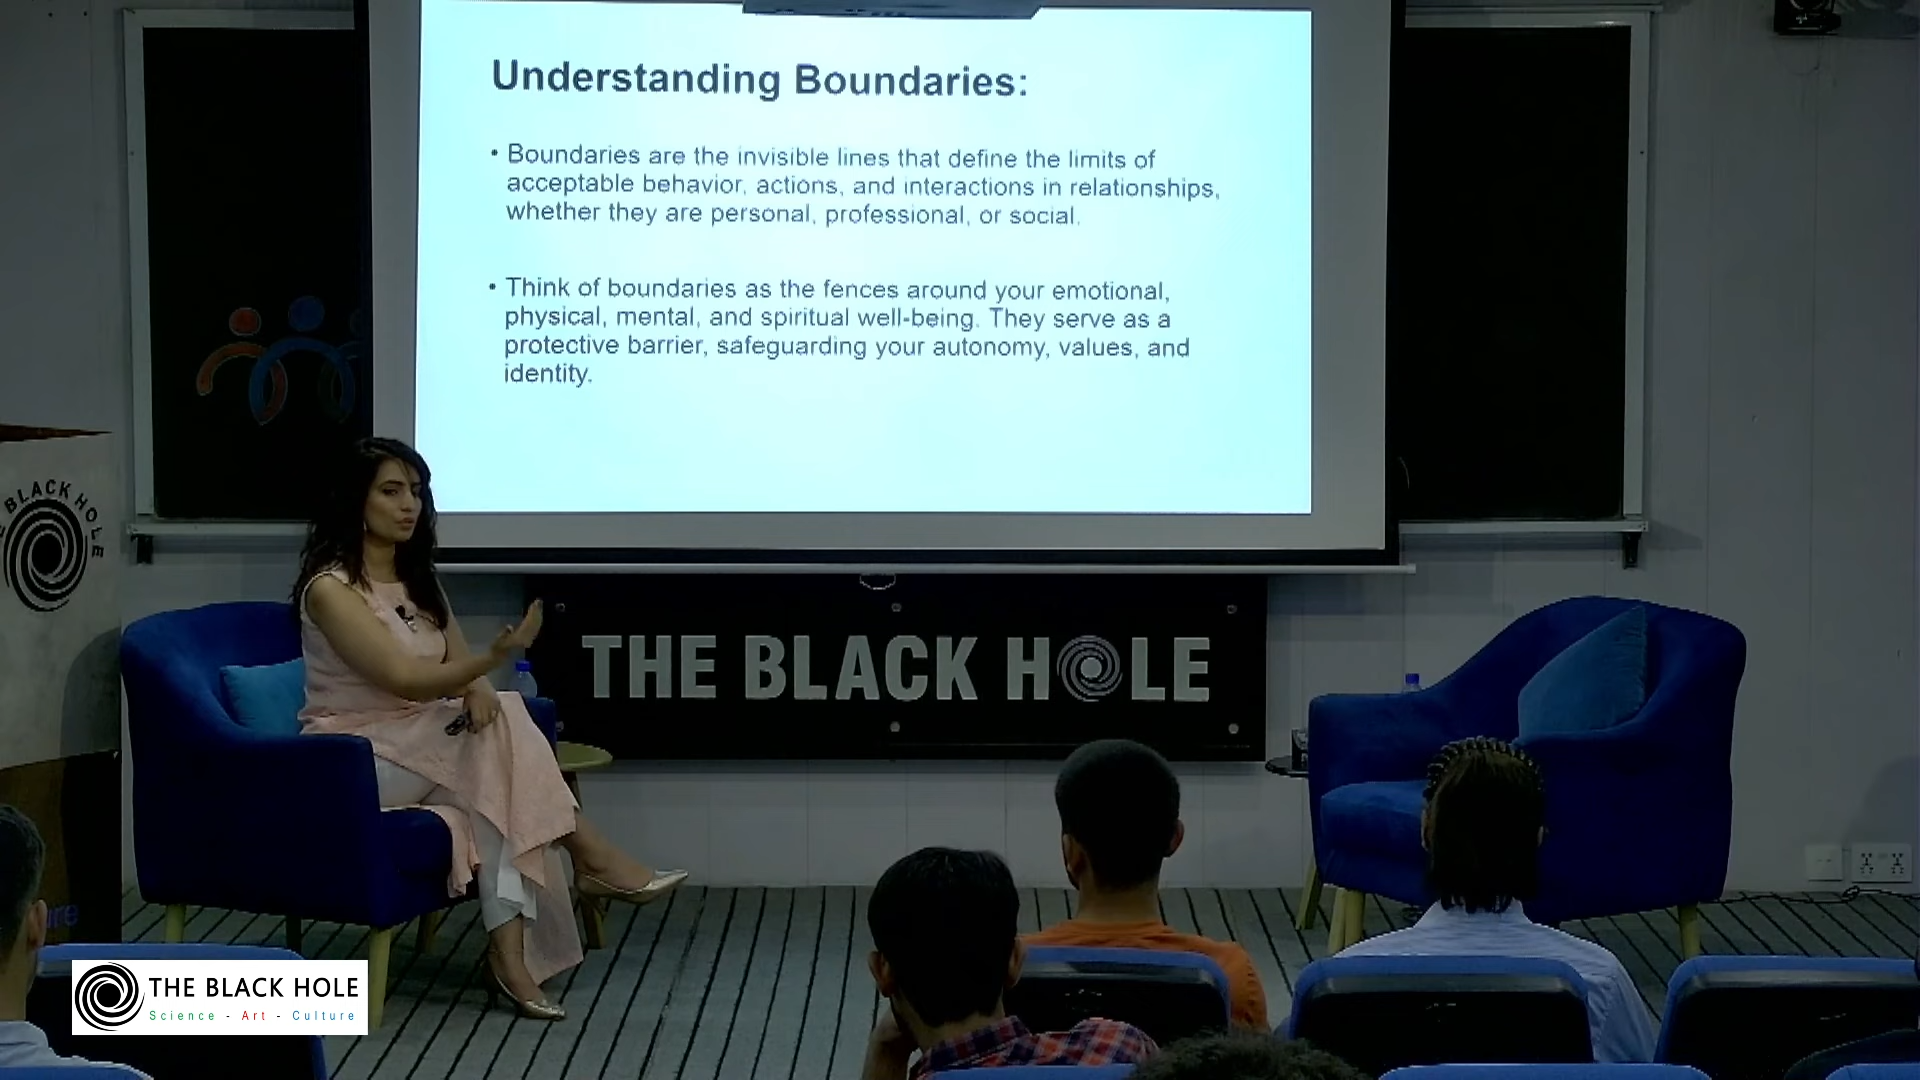 Understanding Boundaries:
• Boundaries are the invisible lines that define the limits of
acceptable behavior, actions, and interactions in relationships,
whether they are personal, professional, or social.
• Think of boundaries as the fences around your emotional,
physical, mental, and spiritual well-being. They serve as a
protective barrier, safeguarding your autonomy, values, and
identity.
BLACK HOLE
THE BLACK HOLE
THE BLACK HOLE
Science - Art - Culture